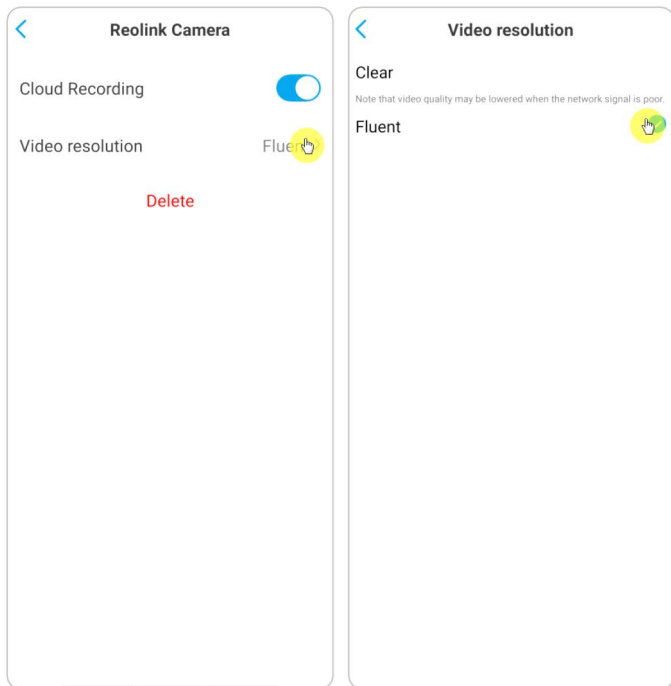 Reolink Camera
Cloud Recording
Video resolution
Delete
Video resolution
Clear
Note that video quality may be lowered when the network signal is poor.
Fluent